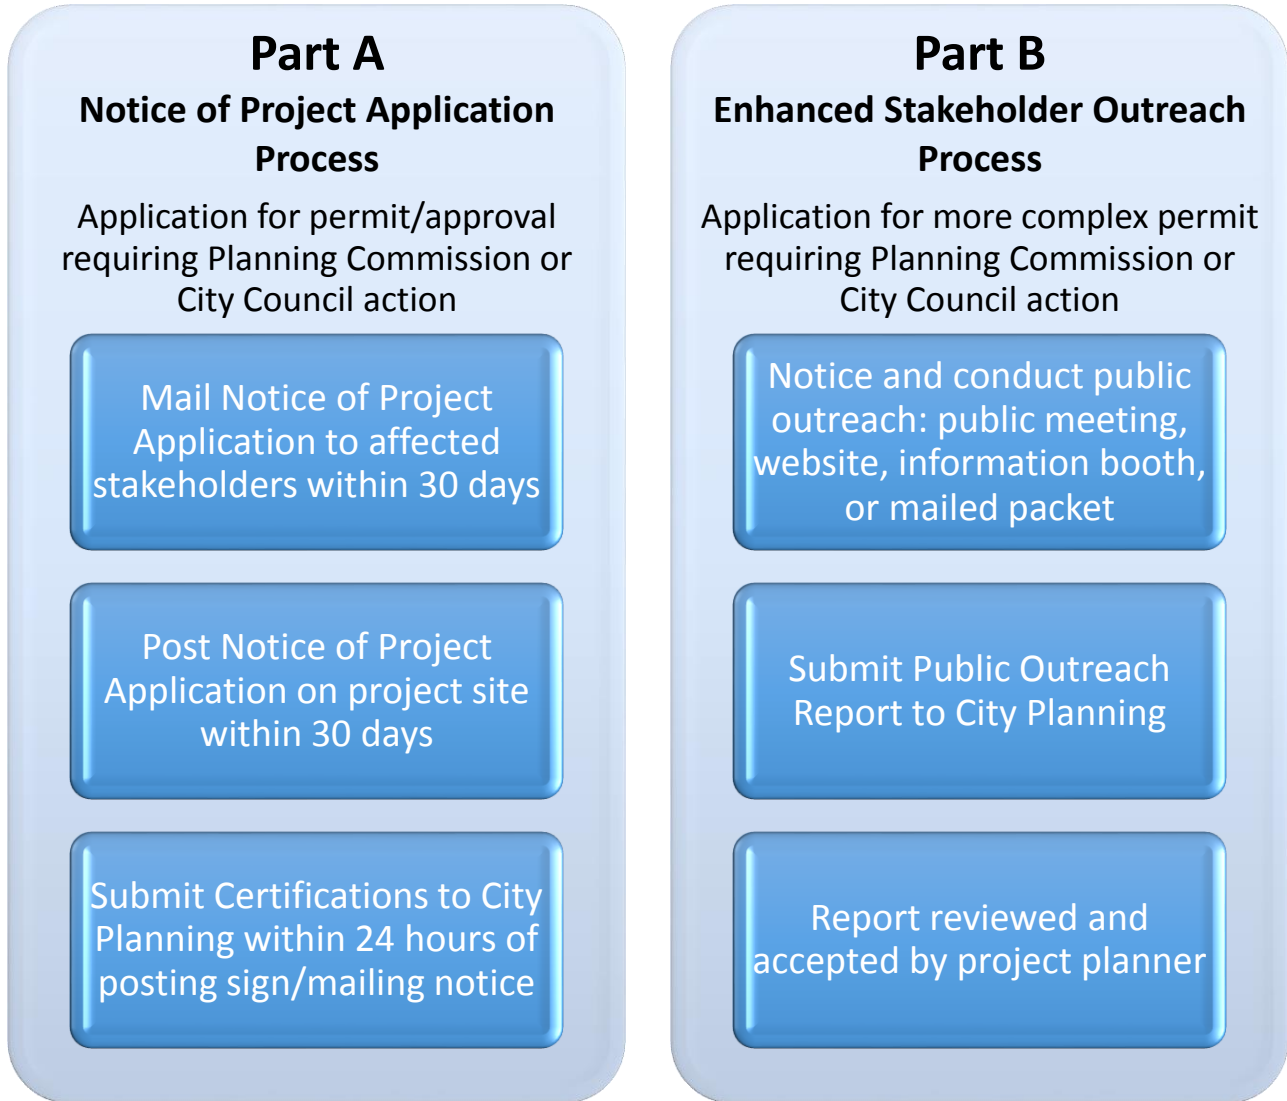 Part A
Notice of Project Application
Process
Application for permit/approval
requiring Planning Commission or
City Council action
Mail Notice of Project
Application to affected
stakeholders within 30 days
Post Notice of Project
Application on project site
within 30 days
Submit Certifications to City
Planning within 24 hours of
posting sign/mailing notice
Part B
Enhanced Stakeholder Outreach
Process
Application for more complex permit
requiring Planning Commission or
City Council action
Notice and conduct public
outreach: public meeting,
website, information booth,
or mailed packet
Submit Public Outreach
Report to City Planning
Report reviewed and
accepted by project planner